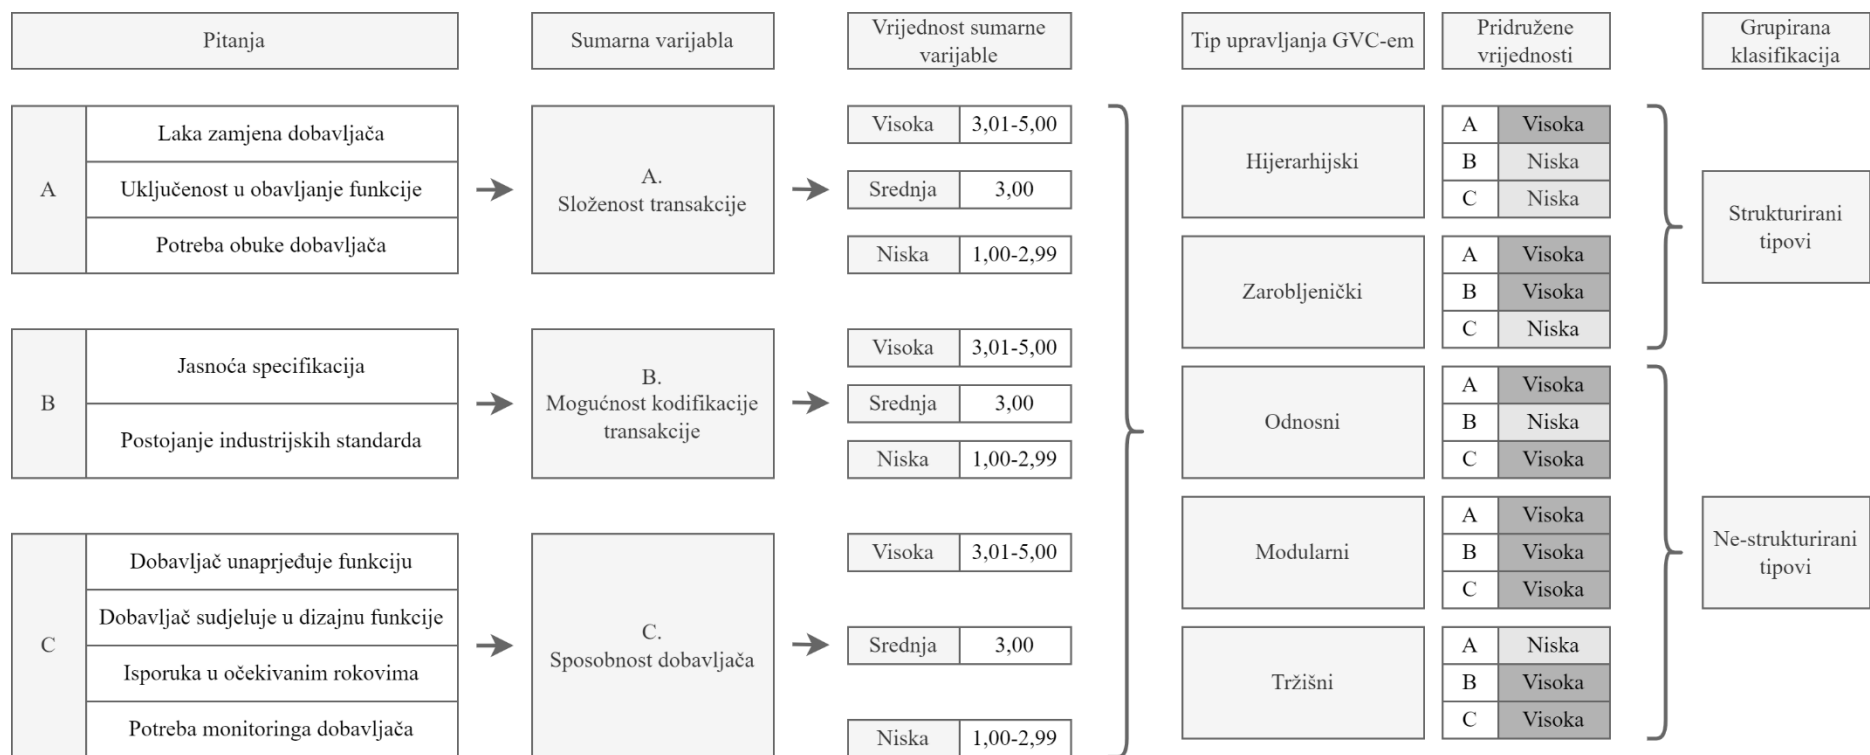 Pitanja
Sumarna varijabla
Vrijednost sumarne
varijable
Tip upravljanja GVC-em
Pridružene
vrijednosti
Grupirana
klasifikacija
A
Laka zamjena dobavljača
Uključenost u obavljanje funkcije
Potreba obuke dobavljača
A.
Složenost transakcije
Visoka 3,01-5,00
Srednja 3,00
Niska 1,00-2,99
B
Jasnoća specifikacija
Postojanje industrijskih standarda
B.
Mogućnost kodifikacije
transakcije
Visoka 3,01-5,00
Srednja 3,00
Niska 1,00-2,99
C
Dobavljač unaprjeđuje funkciju
Dobavljač sudjeluje u dizajnu funkcije
Isporuka u očekivanim rokovima
Potreba monitoringa dobavljača
C.
Sposobnost dobavljača
Visoka 3,01-5,00
Srednja 3,00
Niska 1,00-2,99
Hijerarhijski
A Visoka
B Niska
C Niska
Zarobljenički
A Visoka
B Visoka
C Niska
Strukturirani
tipovi
Odnosni
A Visoka
B Niska
C Visoka
Modularni
A Visoka
B Visoka
C Visoka
Tržišni
A Niska
B Visoka
C Visoka
Ne-strukturirani
tipovi